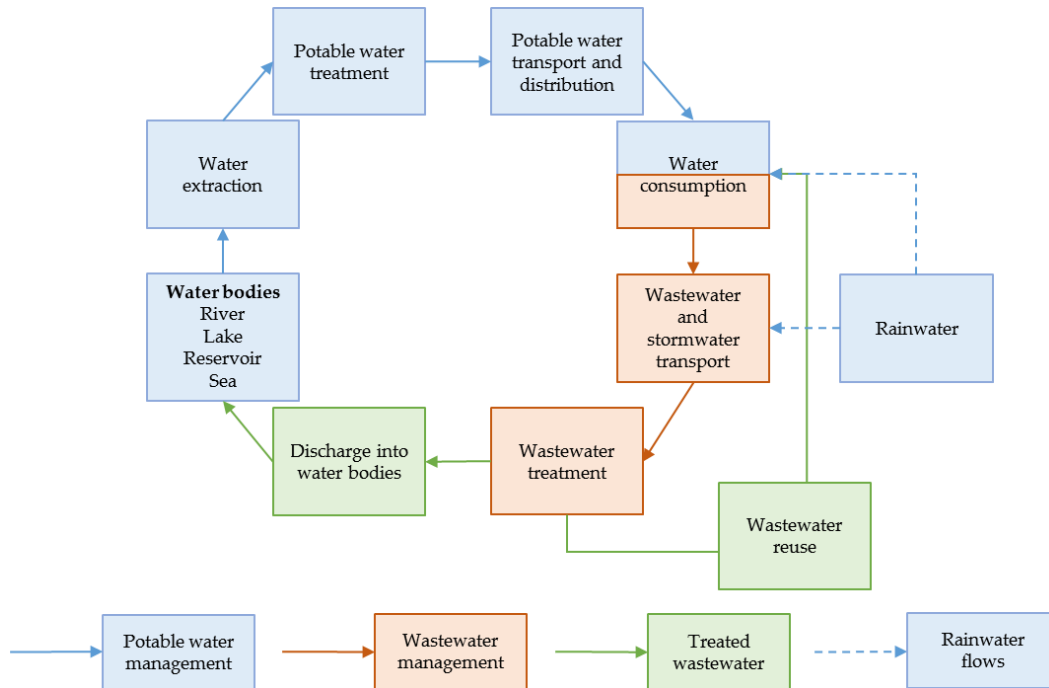 Potable water
treatment
Potable water
transport and
distribution
Water
extraction
Water
consumption
Water bodies
River
Lake
Reservoir
Sea
Wastewater
and
stormwater
transport
Rainwater
Discharge into
water bodies
Wastewater
treatment
Wastewater
reuse
Potable water
management
Wastewater
management
Treated
wastewater
Rainwater
flows